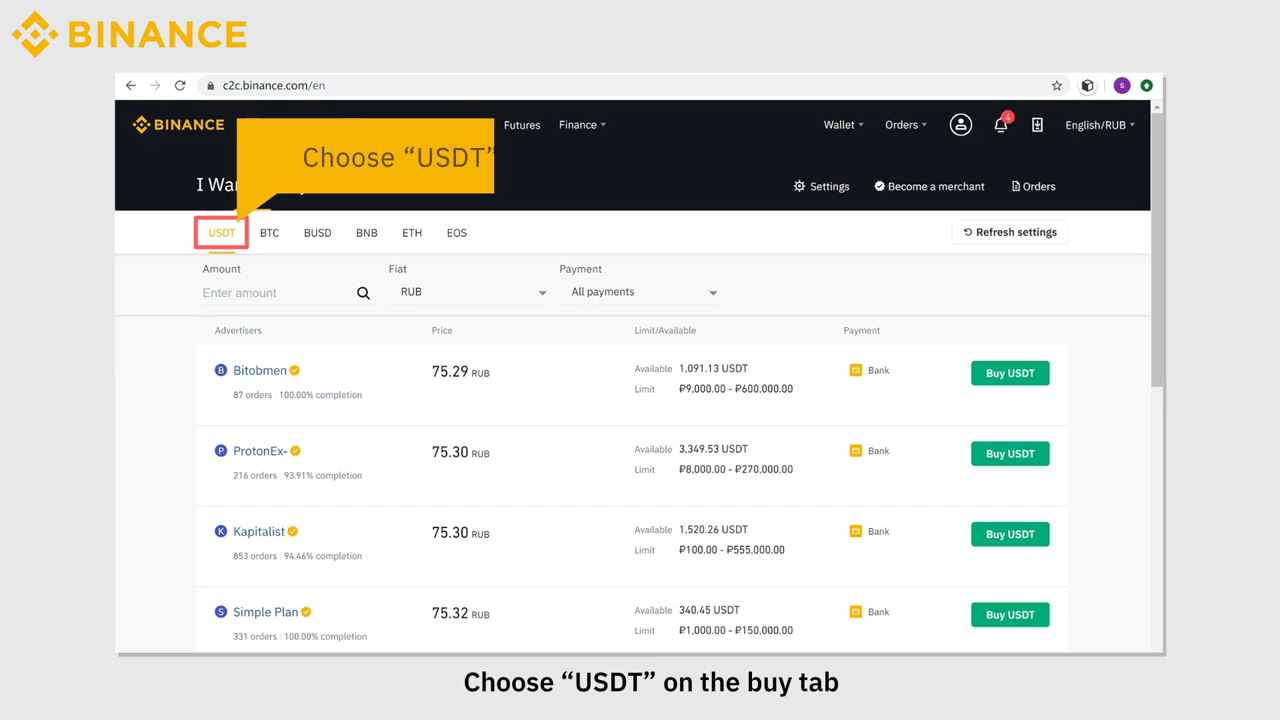 BINANCE
c2c.binance.com/en
S
BINANCE
Futures
Finance
Wallet
Orders
4
English/RUB
Choose “USDT”
I Wa
Settings
Become a merchant
Orders
USDT
BTC
BUSD
BNB
ETH
EOS
Refresh settings
Amount
Fiat
Payment
Enter amount
RUB
All payments
Advertisers
Price
Limit/Available
Payment
B Bitobmen
75.29 RUB
Available 1,091.13 USDT
Bank
Buy USDT
Limit ₽9,000.00 - ₽600,000.00
87 orders | 100.00% completion
P ProtonEx-
75.30 RUB
Available 3,349.53 USDT
Bank
Buy USDT
Limit ₽8,000.00 - ₽270,000.00
216 orders | 93.91% completion
K Kapitalist
75.30 RUB
Available 1,520.26 USDT
Bank
Buy USDT
Limit ₽100.00 - ₽555,000.00
853 orders | 94.46% completion
S Simple Plan
75.32 RUB
Available 340.45 USDT
Bank
Buy USDT
Limit ₽1,000.00 - ₽150,000.00
331 orders | 100.00% completion
Choose “USDT” on the buy tab